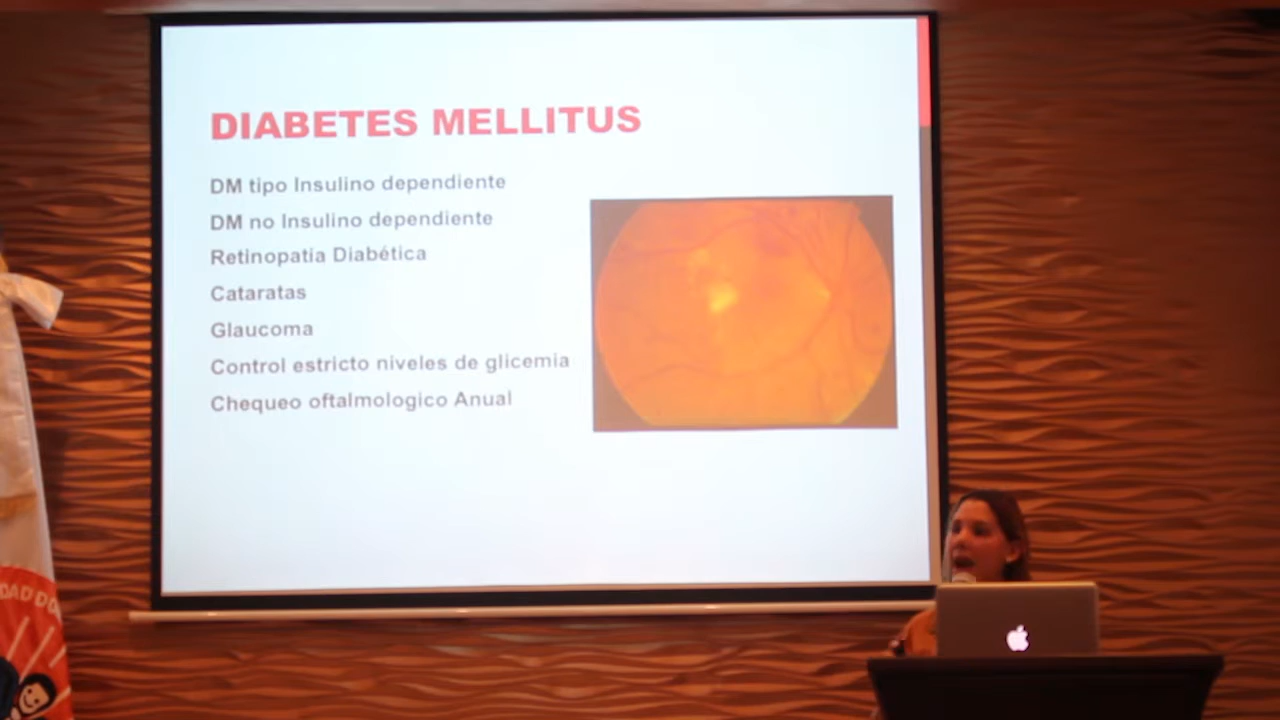 DIABETES MELLITUS
DM tipo Insulino dependiente
DM no Insulino dependiente
Retinopatia Diabética
Cataratas
Glaucoma
Control estricto niveles de glicemia
Chequeo oftalmologico Anual